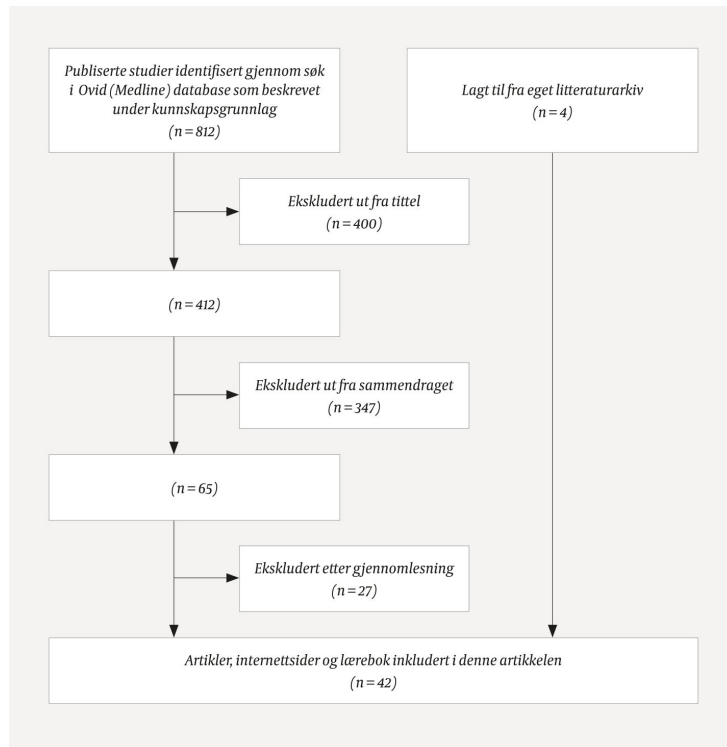 Publiserte studier identifisert gjennom søk
i Ovid (Medline) database som beskrevet
under kunnskapsgrunnlag
(n = 812)
Lagt til fra eget litteraturarkiv
(n = 4)
Ekskludert ut fra tittel
(n = 400)
(n = 412)
Ekskludert ut fra sammendraget
(n = 347)
(n = 65)
Ekskludert etter gjennomlesning
(n = 27)
Artikler, internettsider og lærebok inkludert i denne artikkelen
(n = 42)